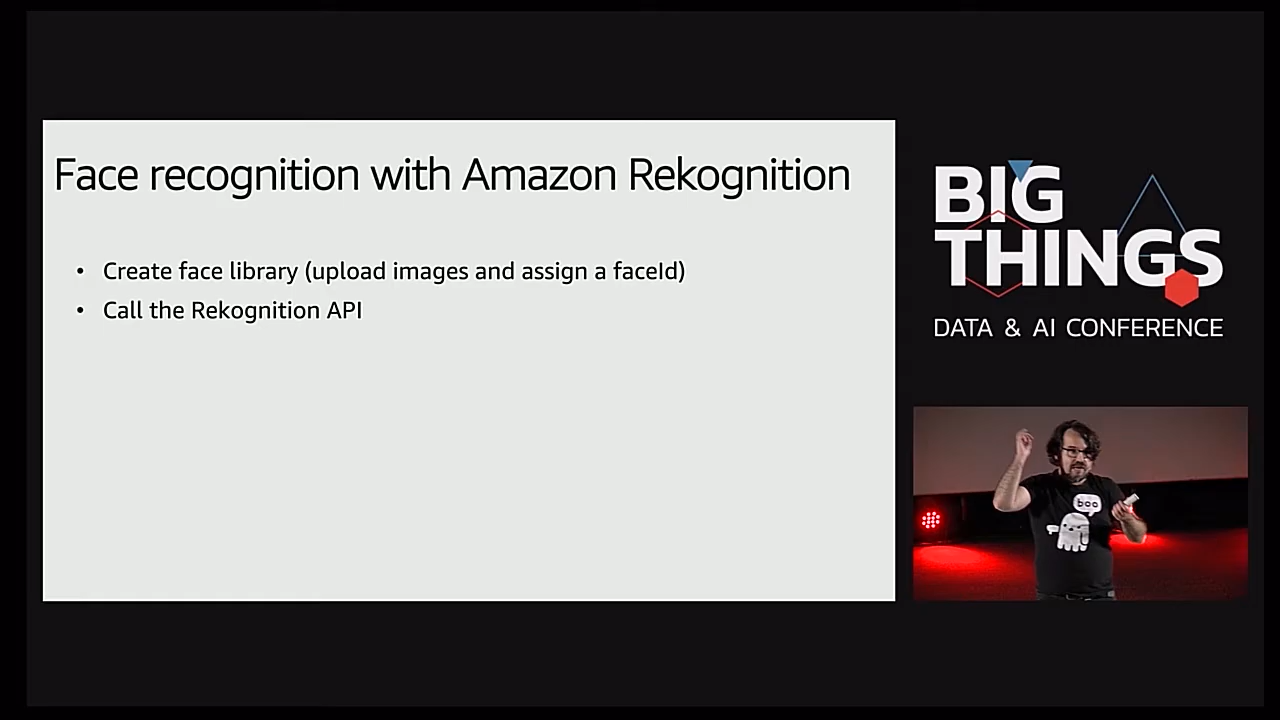 Face recognition with Amazon Rekognition
• Create face library (upload images and assign a faceId)
• Call the Rekognition API
BIG
THINGS
DATA & AI CONFERENCE
boo